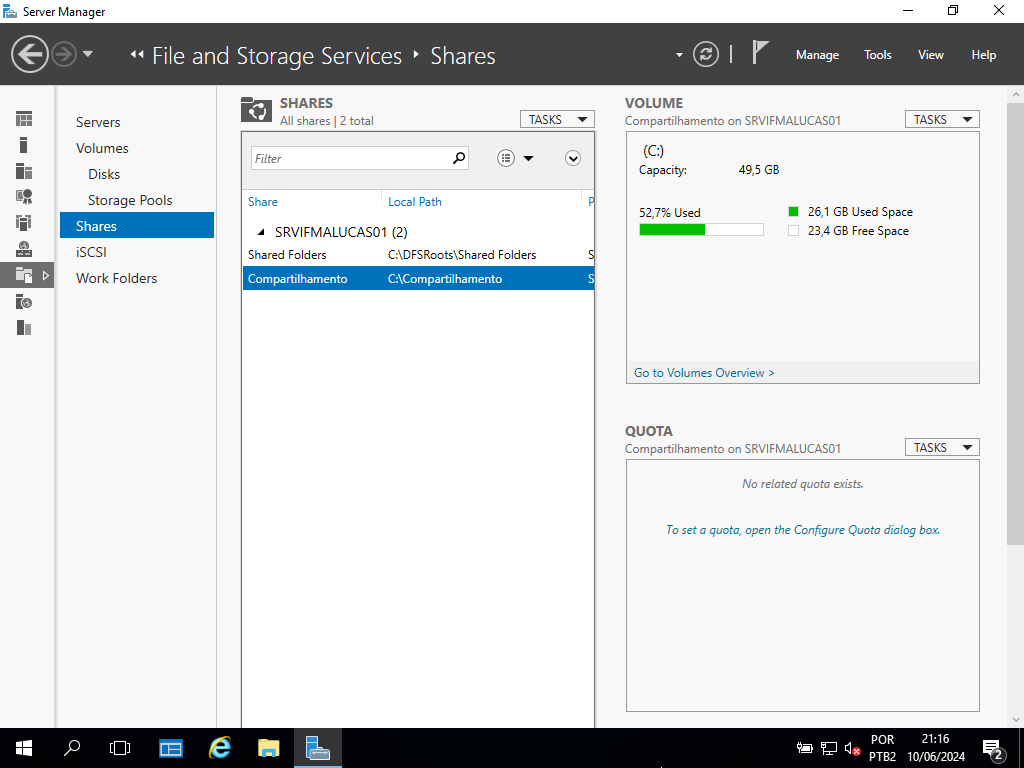 Server Manager
File and Storage Services
Shares
Manage
Tools
View
Help
Servers
Volumes
Disks
Storage Pools
Shares
iSCSI
Work Folders
SHARES
All shares | 2 total
TASKS
Filter
Share
Local Path
P
SRVIFMALUCAS01 (2)
Shared Folders
C:\DFSRoots\Shared Folders
S
Compartilhamento
C:\Compartilhamento
S
VOLUME
Compartilhamento on SRVIFMALUCAS01
TASKS
(C:)
Capacity:
49,5 GB
52,7% Used
26,1 GB Used Space
23,4 GB Free Space
Go to Volumes Overview >
QUOTA
Compartilhamento on SRVIFMALUCAS01
TASKS
No related quota exists.
To set a quota, open the Configure Quota dialog box.
POR
PTB2
21:16
10/06/2024
2